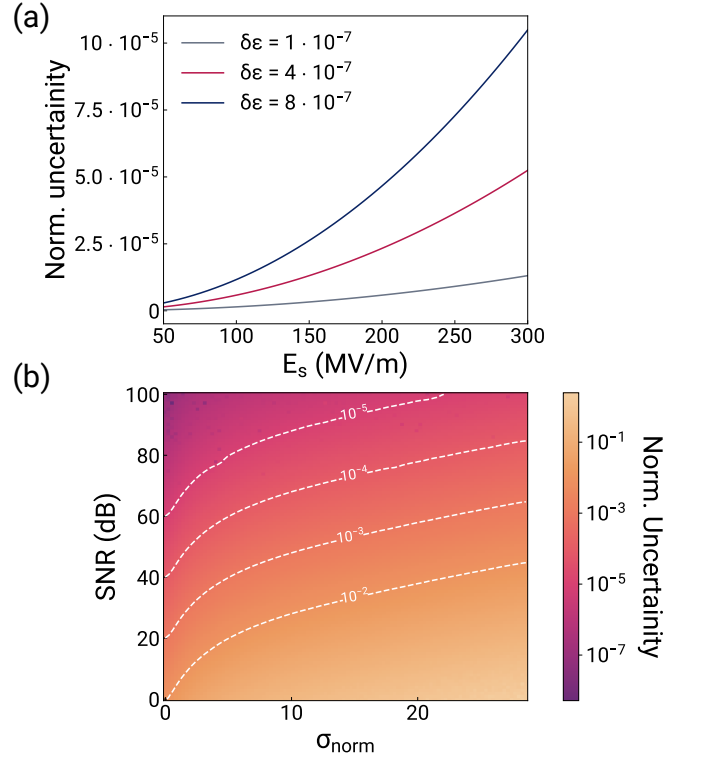 (a)
Norm. uncertainity
10 · 10⁻⁵
7.5 · 10⁻⁵
5.0 · 10⁻⁵
2.5 · 10⁻⁵
0
δε = 1 · 10⁻⁷
δε = 4 · 10⁻⁷
δε = 8 · 10⁻⁷
50 100 150 200 250 300
Eₛ (MV/m)
(b)
SNR (dB)
100
80
60
40
20
0
10⁻⁵
10⁻⁴
10⁻³
10⁻²
0 10 20
σnorm
10⁻¹
10⁻³
10⁻⁵
10⁻⁷
Norm. Uncertainity